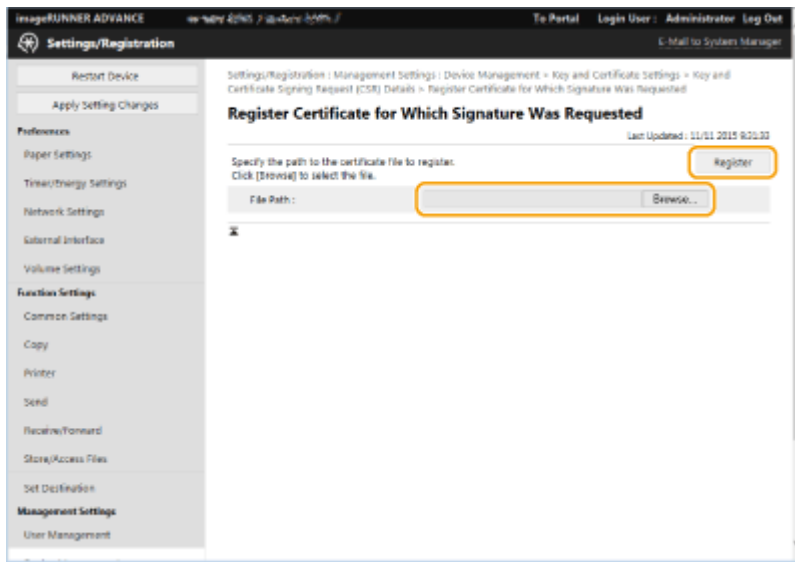 imageRUNNER ADVANCE
To Portal Login User : Administrator Log Out
Settings/Registration
E-Mail to System Manager
Restart Device
Apply Setting Changes
Preferences
Paper Settings
Timer/Energy Settings
Network Settings
External Interface
Volume Settings
Function Settings
Common Settings
Copy
Printer
Send
Receive/Forward
Store/Access Files
Set Destination
Management Settings
User Management
Settings/Registration : Management Settings : Device Management > Key and Certificate Settings > Key and
Certificate Signing Request (CSR) Details > Register Certificate for Which Signature Was Requested
Register Certificate for Which Signature Was Requested
Last Updated : 11/11 2015 9:31:33
Specify the path to the certificate file to register.
Click [Browse] to select the file.
Register
File Path :
Browse...